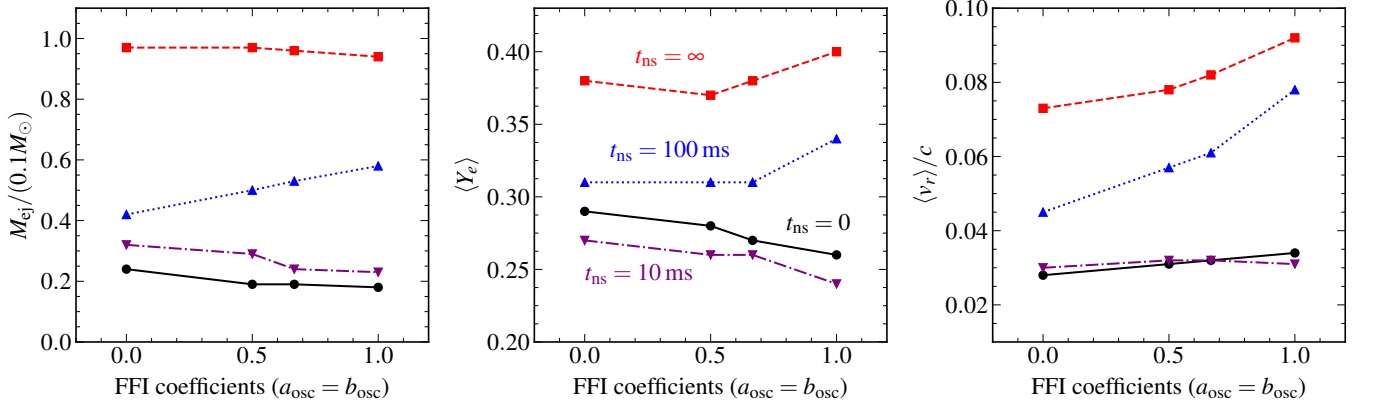 M_ej/(0.1M_⊙)
1.0
0.8
0.6
0.4
0.2
0.0
0.0 0.5 1.0
FFI coefficients (a_osc = b_osc)
⟨Y_e⟩
0.40
0.35
0.30
0.25
0.20
t_ns = ∞
t_ns = 100 ms
t_ns = 0
t_ns = 10 ms
0.0 0.5 1.0
FFI coefficients (a_osc = b_osc)
⟨v_r⟩/c
0.10
0.08
0.06
0.04
0.02
0.0 0.5 1.0
FFI coefficients (a_osc = b_osc)